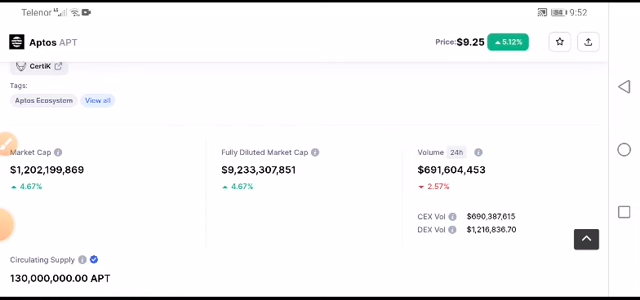 Telenor 9:52
Aptos APT Price:$9.25 5.12%
CertiK
Tags:
Aptos Ecosystem View all
Market Cap Fully Diluted Market Cap Volume 24h
$1,202,199,869 $9,233,307,851 $691,604,453
4.67% 4.67% 2.57%
CEX Vol $690,387,615
DEX Vol $1,216,836.70
Circulating Supply
130,000,000.00 APT